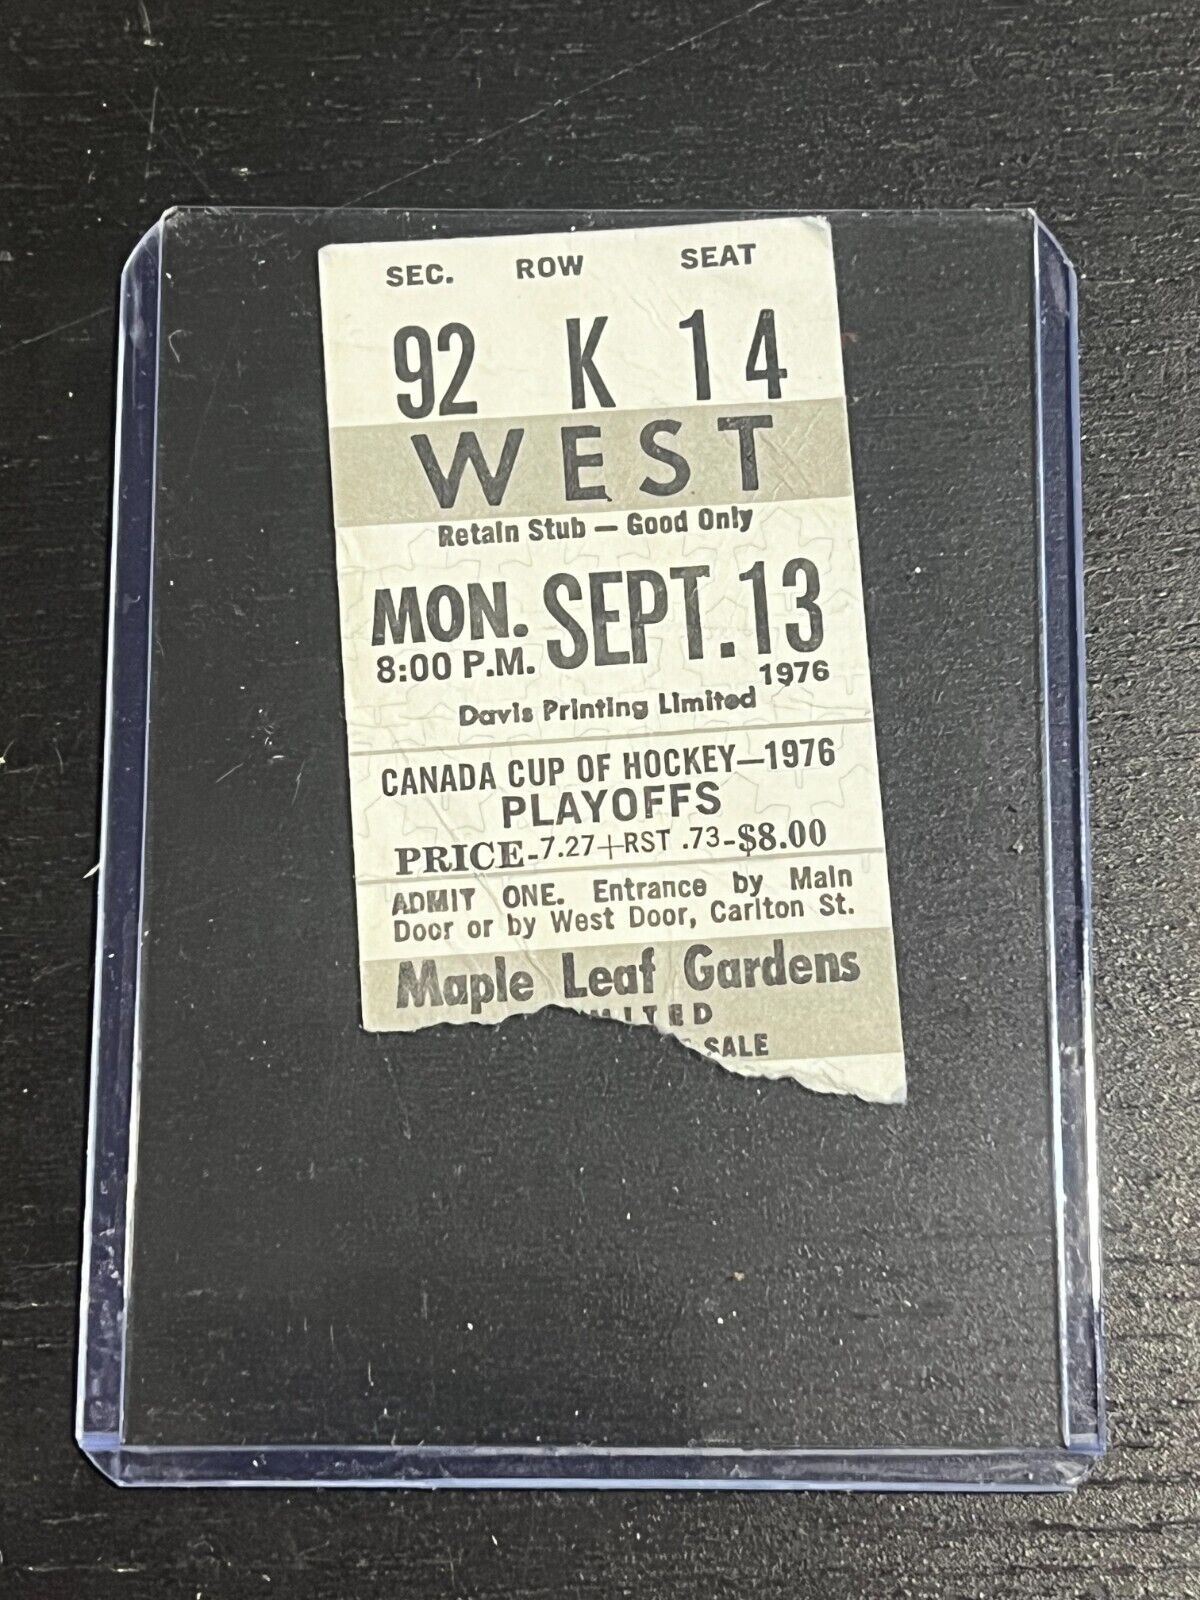 SEC. ROW SEAT
92 K 14
WEST
Retain Stub — Good Only
MON. SEPT. 13
8:00 P.M. 1976
Davis Printing Limited
CANADA CUP OF HOCKEY—1976
PLAYOFFS
PRICE-7.27+RST .73-$8.00
ADMIT ONE. Entrance by Main
Door or by West Door, Carlton St.
Maple Leaf Gardens
MITED
SALE